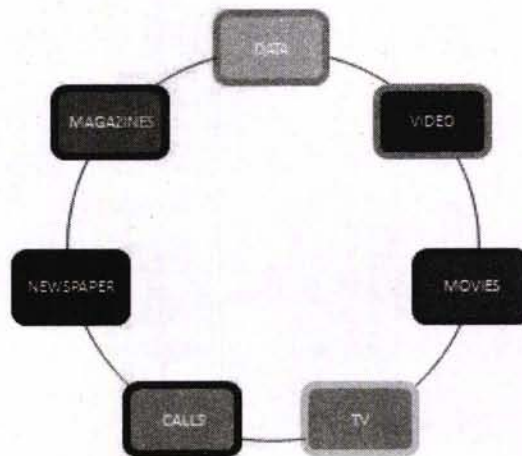 DATA
VIDEO
MOVIES
TV
CALLS
NEWSPAPER
MAGAZINES